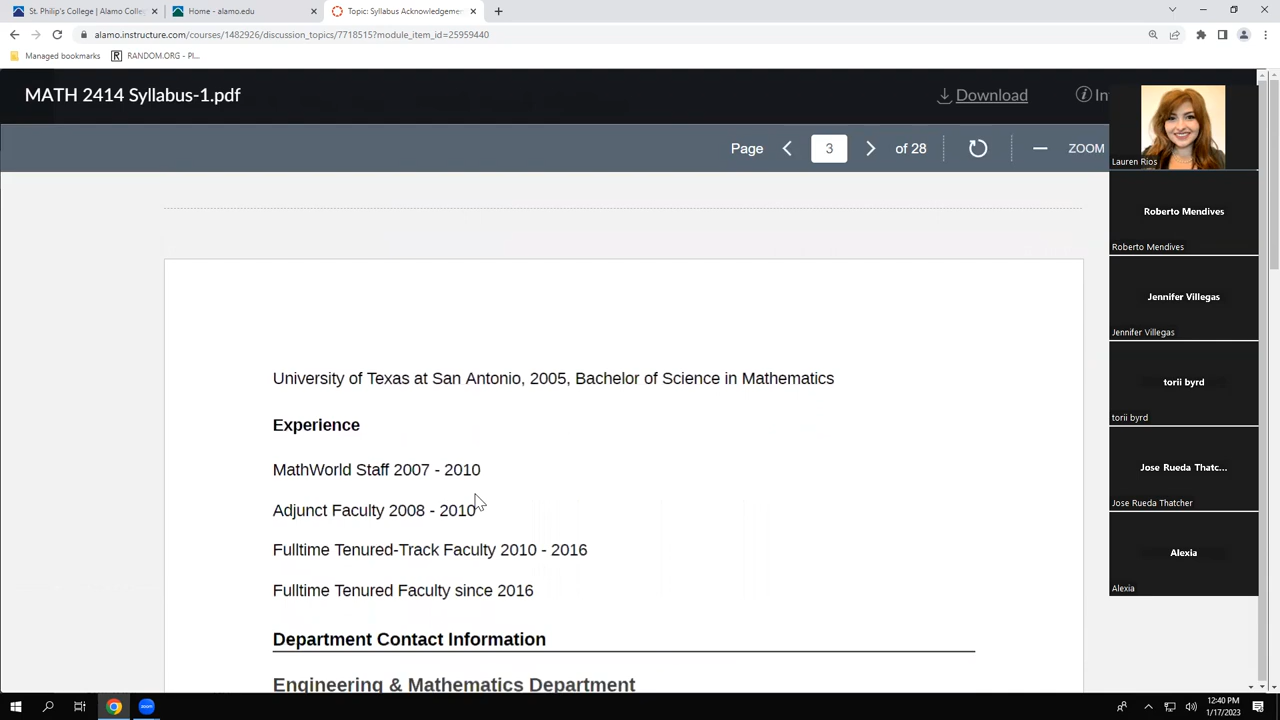 St. Philip's College | Alamo Colle
Home - alamo.edu
Topic: Syllabus Acknowledgemen
alamo.instructure.com/courses/1482926/discussion_topics/7718515?module_item_id=25959440
Managed bookmarks
RANDOM.ORG - Pi...
MATH 2414 Syllabus-1.pdf
Download
In
Page
3
of 28
ZOOM
Lauren Rios
Roberto Mendives
Roberto Mendives
Jennifer Villegas
Jennifer Villegas
torii byrd
torii byrd
Jose Rueda Thatc...
Jose Rueda Thatcher
Alexia
Alexia
University of Texas at San Antonio, 2005, Bachelor of Science in Mathematics
Experience
MathWorld Staff 2007 - 2010
Adjunct Faculty 2008 - 2010
Fulltime Tenured-Track Faculty 2010 - 2016
Fulltime Tenured Faculty since 2016
Department Contact Information
Engineering & Mathematics Department
zoom
12:40 PM
1/17/2023